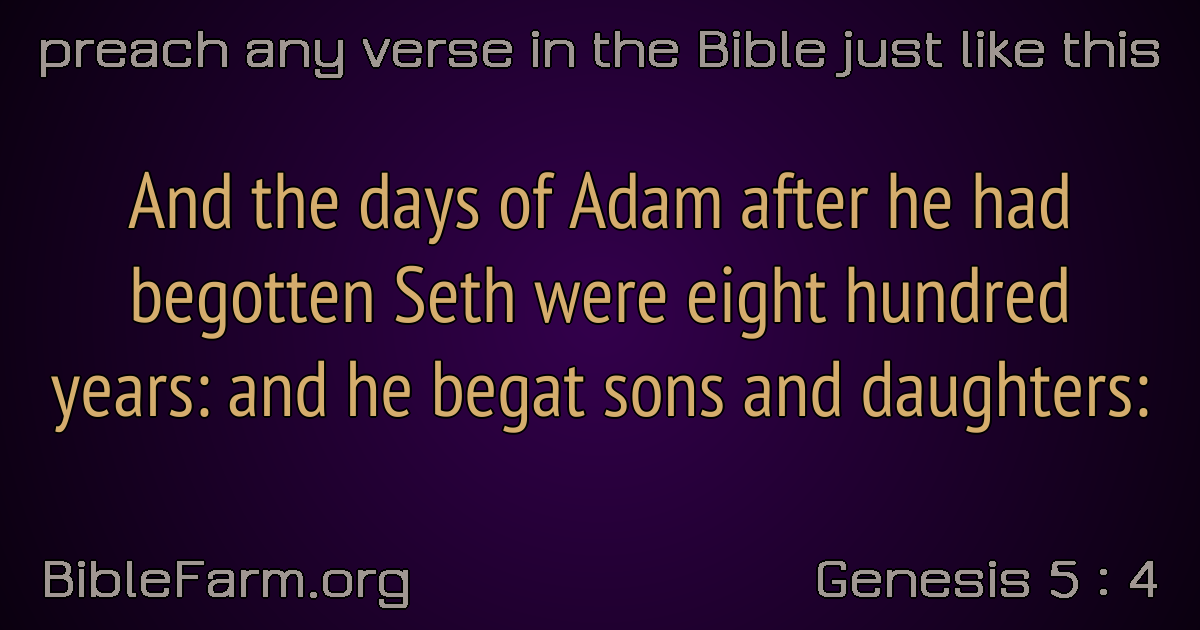 preach any verse in the Bible just like this
And the days of Adam after he had
begotten Seth were eight hundred
years: and he begat sons and daughters:
BibleFarm.org
Genesis 5 : 4